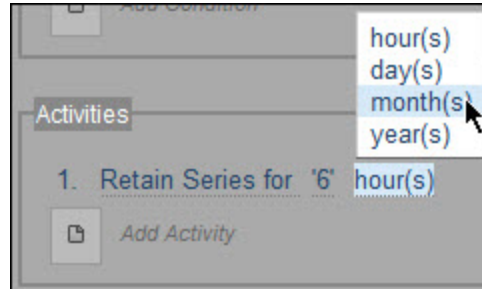 Add Condition
hour(s)
day(s)
month(s)
year(s)
Activities
1. Retain Series for '6' hour(s)
Add Activity